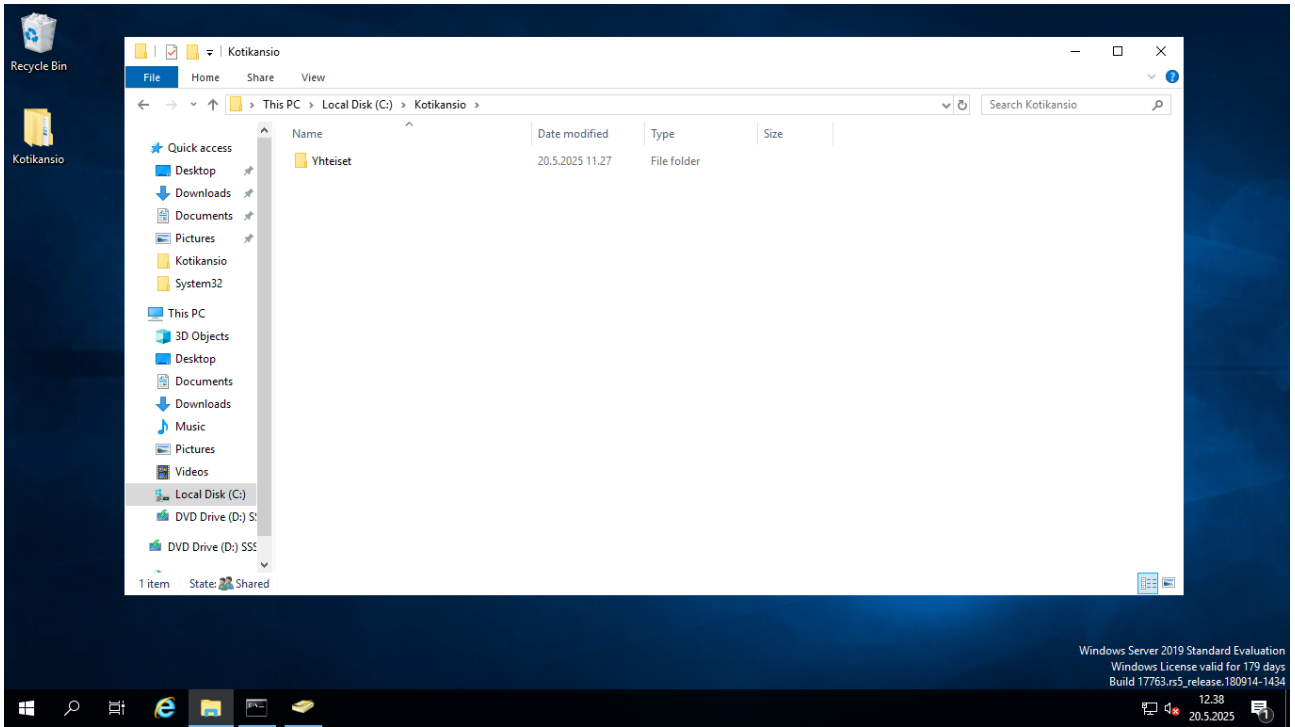 Recycle Bin
Kotikansio
Kotikansio
File Home Share View
This PC Local Disk (C:) Kotikansio
Search Kotikansio
Name Date modified Type Size
Yhteiset 20.5.2025 11.27 File folder
Quick access
Desktop
Downloads
Documents
Pictures
Kotikansio
System32
This PC
3D Objects
Desktop
Documents
Downloads
Music
Pictures
Videos
Local Disk (C:)
DVD Drive (D:)
DVD Drive (D:) SSS
1 item State: Shared
Windows Server 2019 Standard Evaluation
Windows License valid for 179 days
Build 17763.rs5_release.180914-1434
12.38
20.5.2025
1